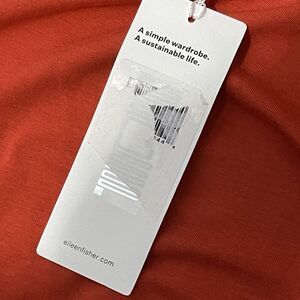 A simple wardrobe.
A sustainable life.
eileenfisher.com